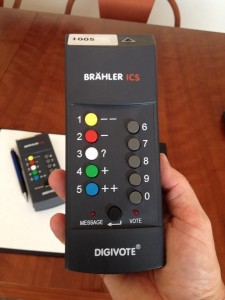 1005
BRÄHLER ICS
1 -- 6
2 - 7
3 ? 8
4 + 9
5 ++ 0
MESSAGE VOTE
DIGIVOTE®